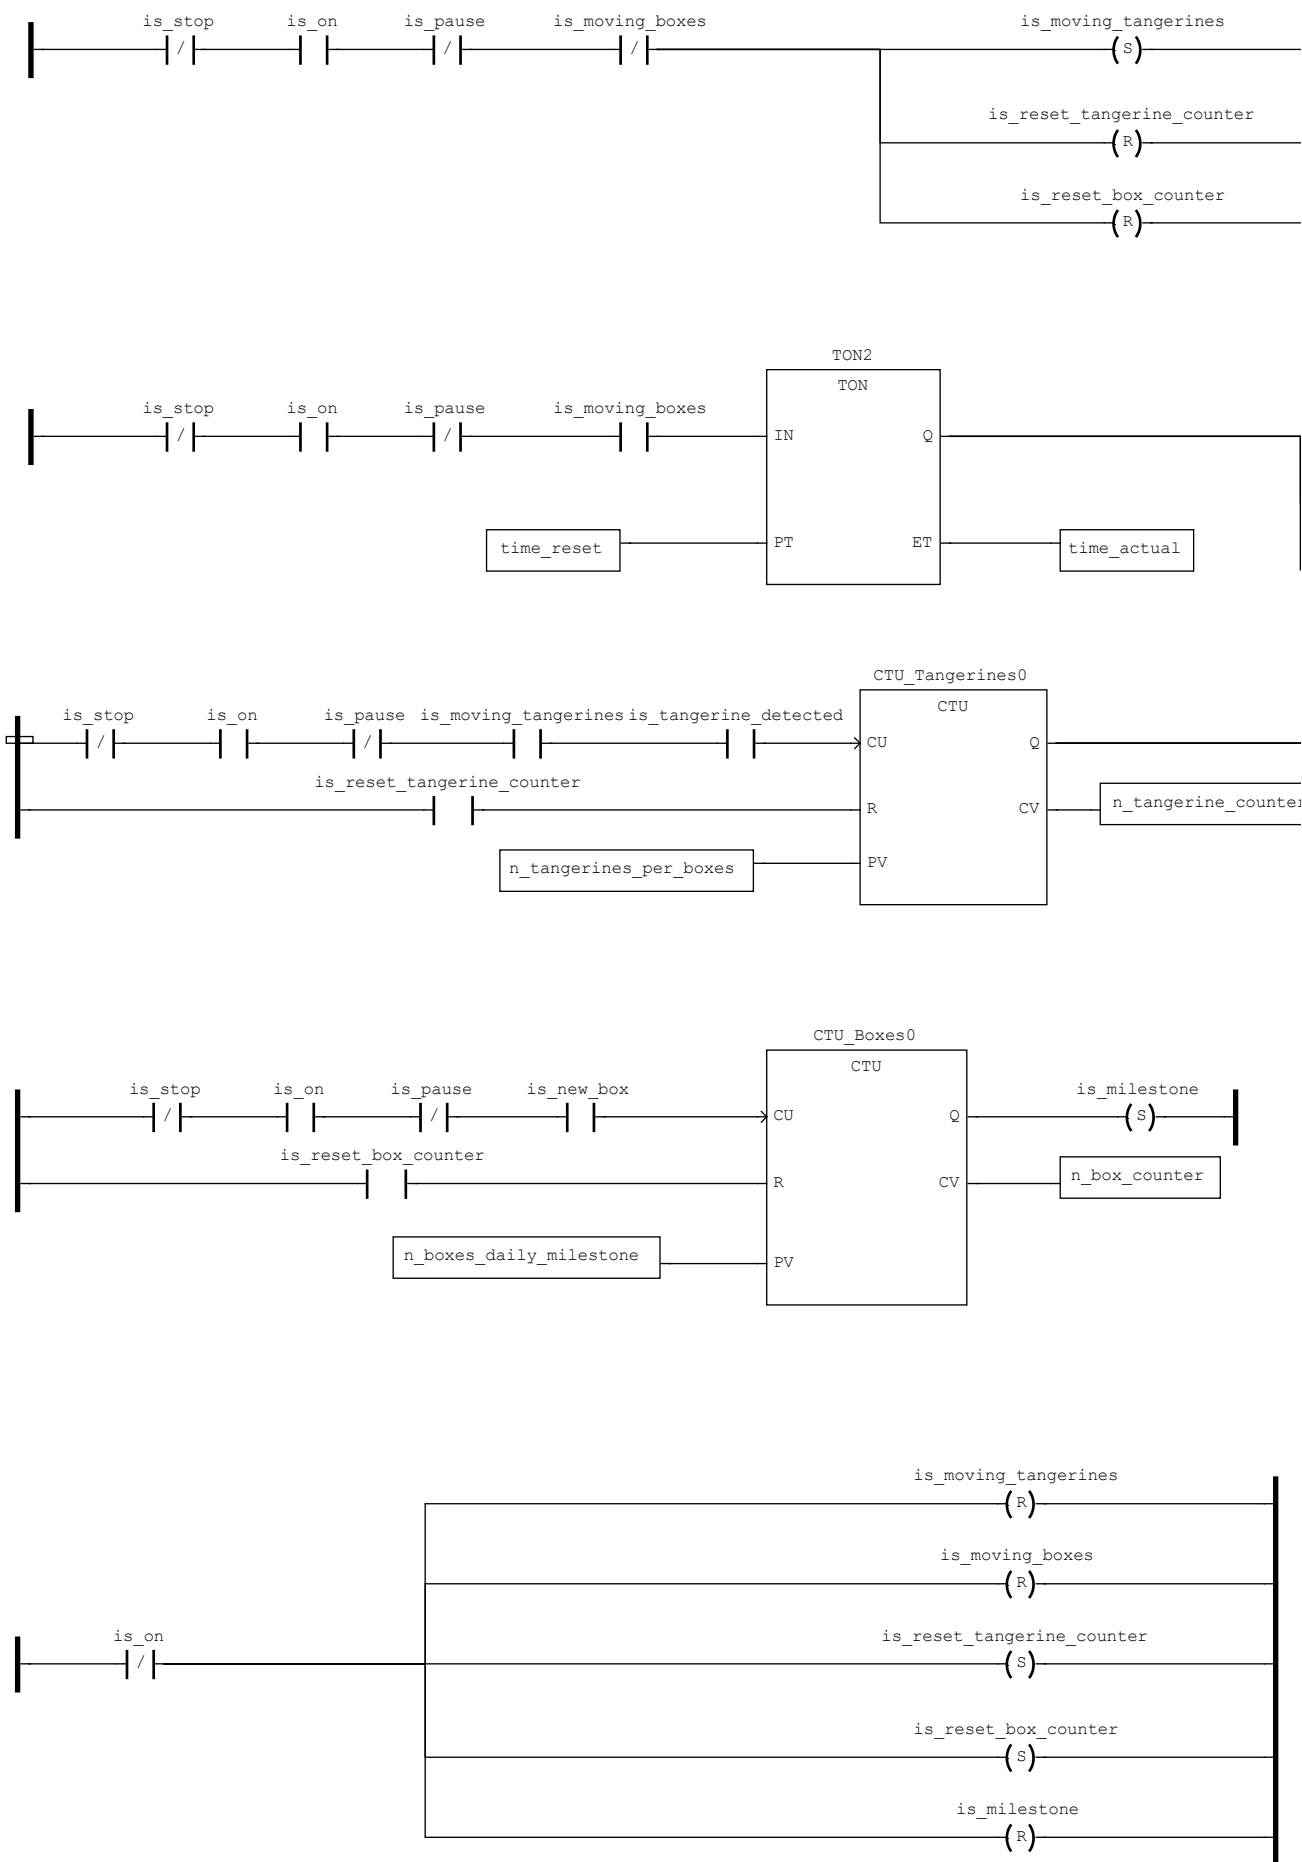 is_stop is_on is_pause is_moving_boxes is_moving_tangerines
/ / / S
is_reset_tangerine_counter
R
is_reset_box_counter
R
TON2
TON
is_stop is_on is_pause is_moving_boxes
/ / IN Q
time_reset PT ET time_actual
CTU_Tangerines0
CTU
is_stop is_on is_pause is_moving_tangerines is_tangerine_detected
/ / CU Q
is_reset_tangerine_counter
R CV n_tangerine_counter
n_tangerines_per_boxes PV
CTU_Boxes0
CTU
is_stop is_on is_pause is_new_box is_milestone
/ / CU Q S
is_reset_box_counter
R CV n_box_counter
n_boxes_daily_milestone PV
is_moving_tangerines
R
is_moving_boxes
R
is_on is_reset_tangerine_counter
/ S
is_reset_box_counter
S
is_milestone
R